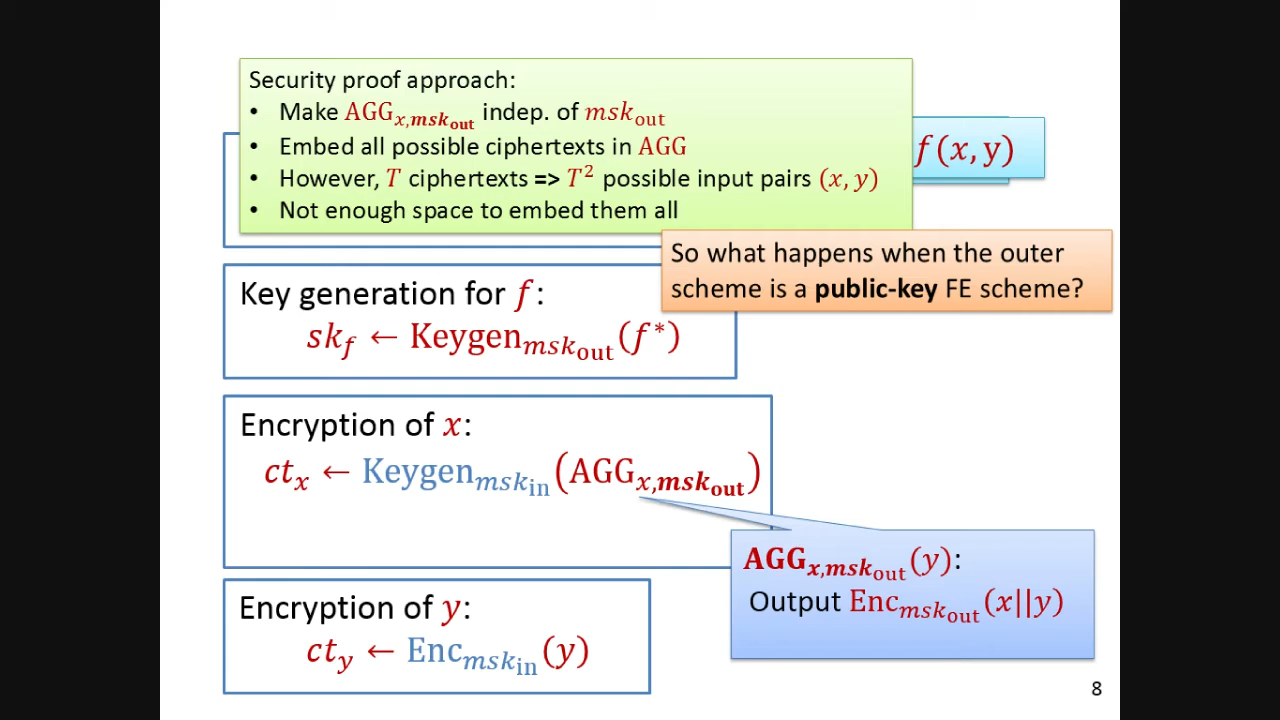 Security proof approach:
• Make AGG_{x,msk_out} indep. of msk_out
• Embed all possible ciphertexts in AGG
• However, T ciphertexts => T² possible input pairs (x, y)
• Not enough space to embed them all
f(x, y)
So what happens when the outer
scheme is a public-key FE scheme?
Key generation for f:
sk_f ← Keygen_{msk_out}(f*)
Encryption of x:
ct_x ← Keygen_{msk_in}(AGG_{x,msk_out})
AGG_{x,msk_out}(y):
Output Enc_{msk_out}(x||y)
Encryption of y:
ct_y ← Enc_{msk_in}(y)
8